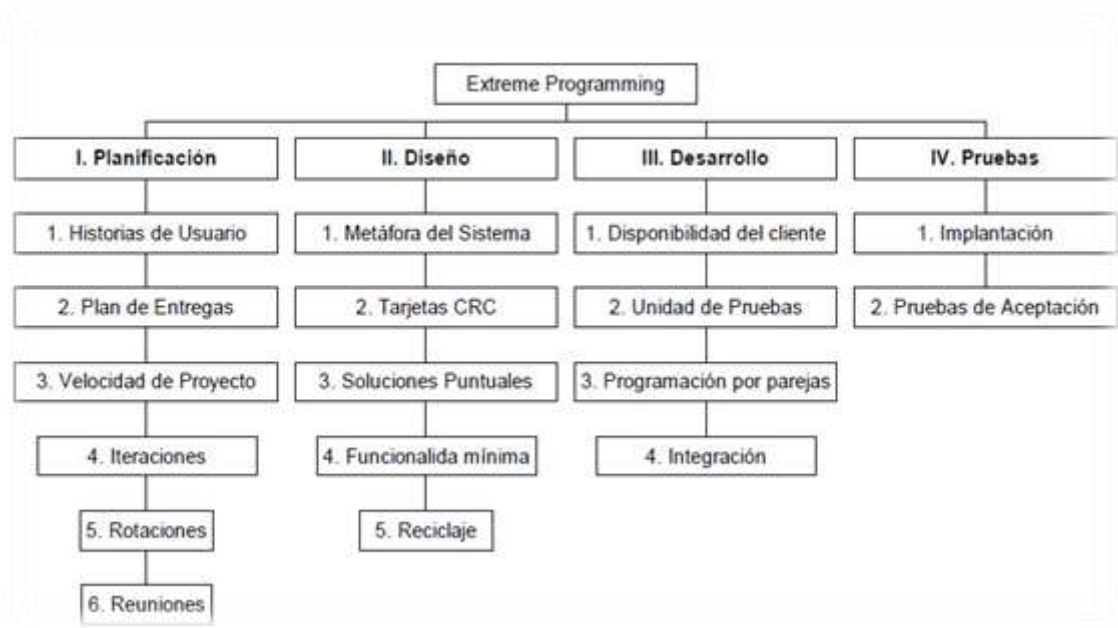 Extreme Programming
I. Planificación
II. Diseño
III. Desarrollo
IV. Pruebas
1. Historias de Usuario
1. Metáfora del Sistema
1. Disponibilidad del cliente
1. Implantación
2. Plan de Entregas
2. Tarjetas CRC
2. Unidad de Pruebas
2. Pruebas de Aceptación
3. Velocidad de Proyecto
3. Soluciones Puntuales
3. Programación por parejas
4. Iteraciones
4. Funcionalida mínima
4. Integración
5. Rotaciones
5. Reciclaje
6. Reuniones